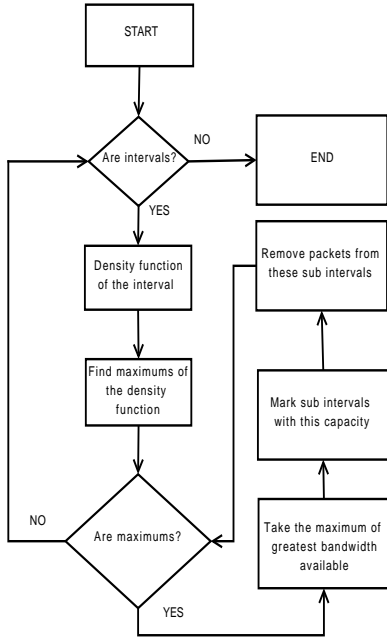 START
Are intervals?
NO
END
YES
Density function
of the interval
Find maximums of
the density
function
Are maximums?
NO
YES
Take the maximum of
greatest bandwidth
available
Mark sub intervals
with this capacity
Remove packets from
these sub intervals